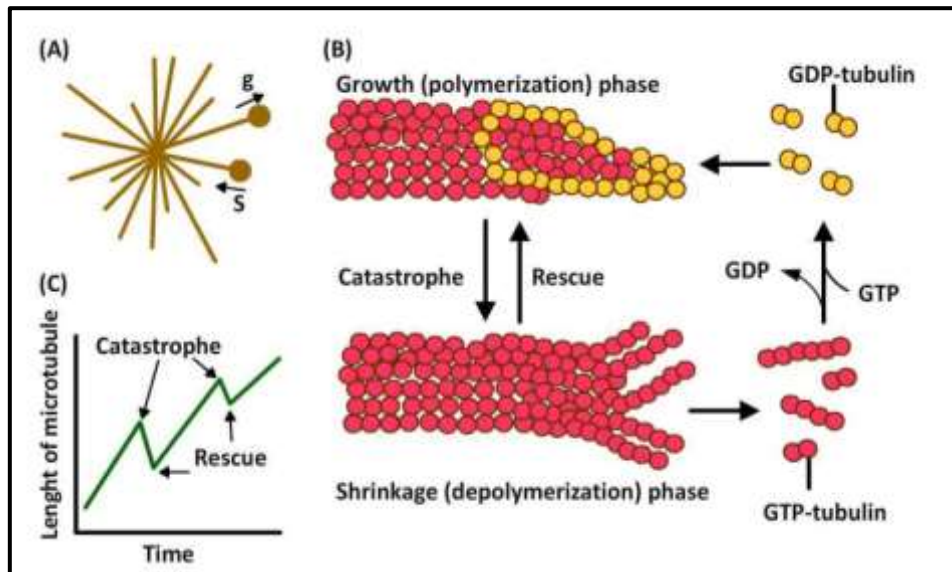 (A)
g
S
(B)
Growth (polymerization) phase
GDP-tubulin
Catastrophe
Rescue
GDP
GTP
Shrinkage (depolymerization) phase
GTP-tubulin
(C)
Catastrophe
Rescue
Lenght of microtubule
Time